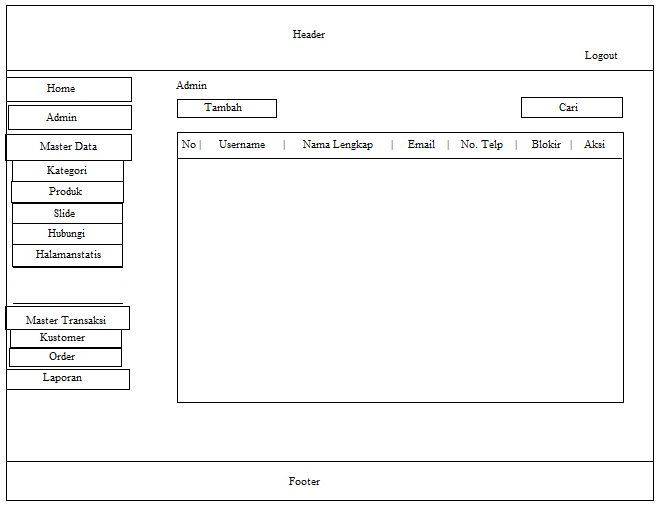 Header
Logout
Home
Admin
Master Data
Kategori
Produk
Slide
Hubungi
Halamanstatis
Master Transaksi
Kustomer
Order
Laporan
Admin
Tambah
Cari
No | Username | Nama Lengkap | Email | No. Telp | Blokir | Aksi
Footer